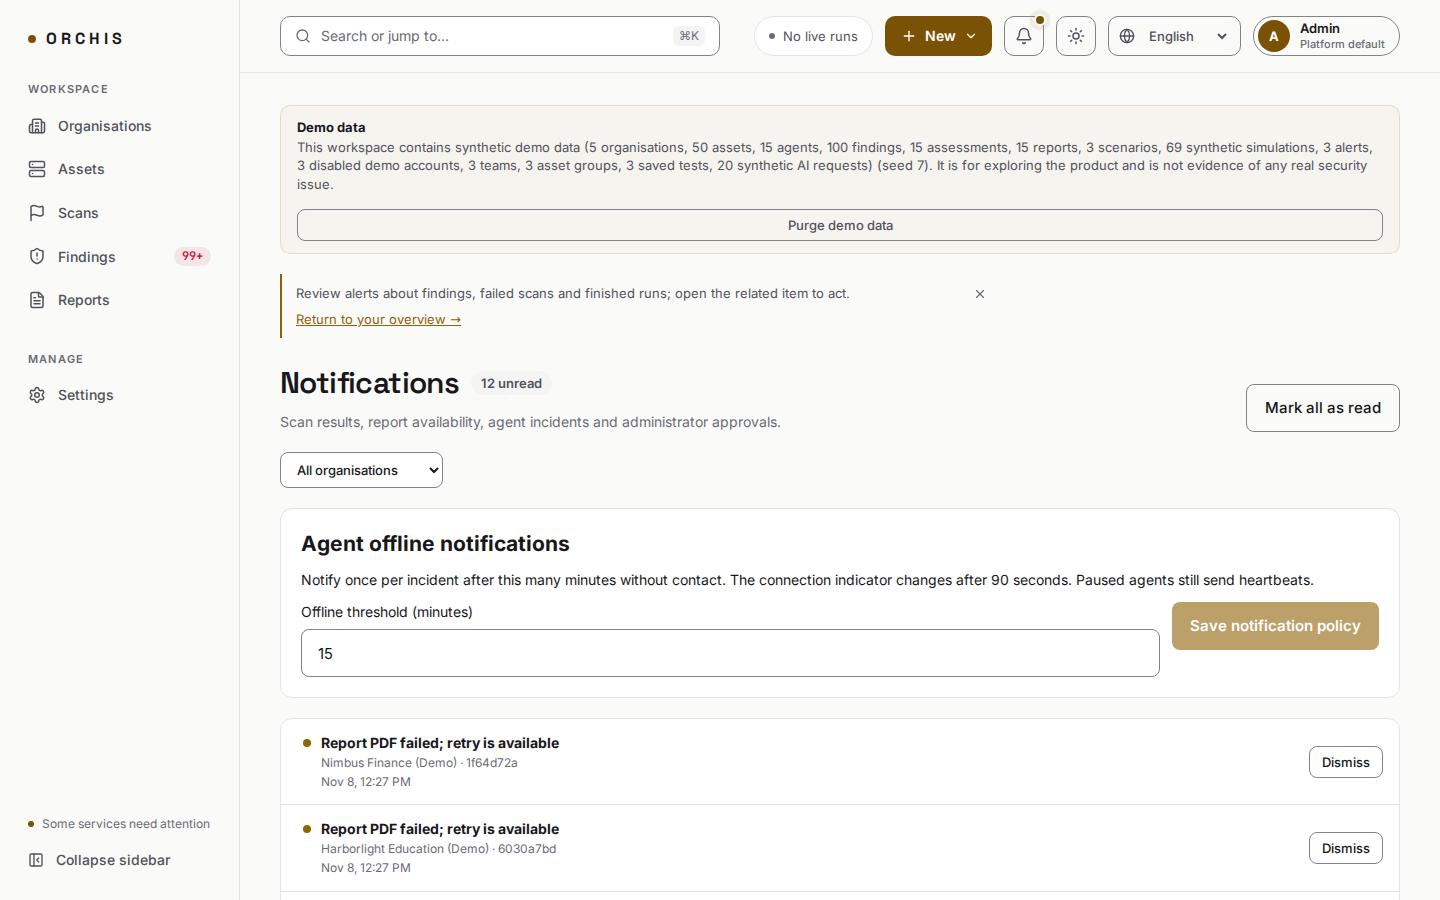 ORCHIS
Search or jump to...
⌘K
No live runs
New
English
A
Admin
Platform default
WORKSPACE
Organisations
Assets
Scans
Findings
99+
Reports
MANAGE
Settings
Some services need attention
Collapse sidebar
Demo data
This workspace contains synthetic demo data (5 organisations, 50 assets, 15 agents, 100 findings, 15 assessments, 15 reports, 3 scenarios, 69 synthetic simulations, 3 alerts,
3 disabled demo accounts, 3 teams, 3 asset groups, 3 saved tests, 20 synthetic AI requests) (seed 7). It is for exploring the product and is not evidence of any real security
issue.
Purge demo data
Review alerts about findings, failed scans and finished runs; open the related item to act.
Return to your overview →
Notifications
12 unread
Scan results, report availability, agent incidents and administrator approvals.
Mark all as read
All organisations
Agent offline notifications
Notify once per incident after this many minutes without contact. The connection indicator changes after 90 seconds. Paused agents still send heartbeats.
Offline threshold (minutes)
15
Save notification policy
Report PDF failed; retry is available
Nimbus Finance (Demo) · 1f64d72a
Nov 8, 12:27 PM
Dismiss
Report PDF failed; retry is available
Harborlight Education (Demo) · 6030a7bd
Nov 8, 12:27 PM
Dismiss